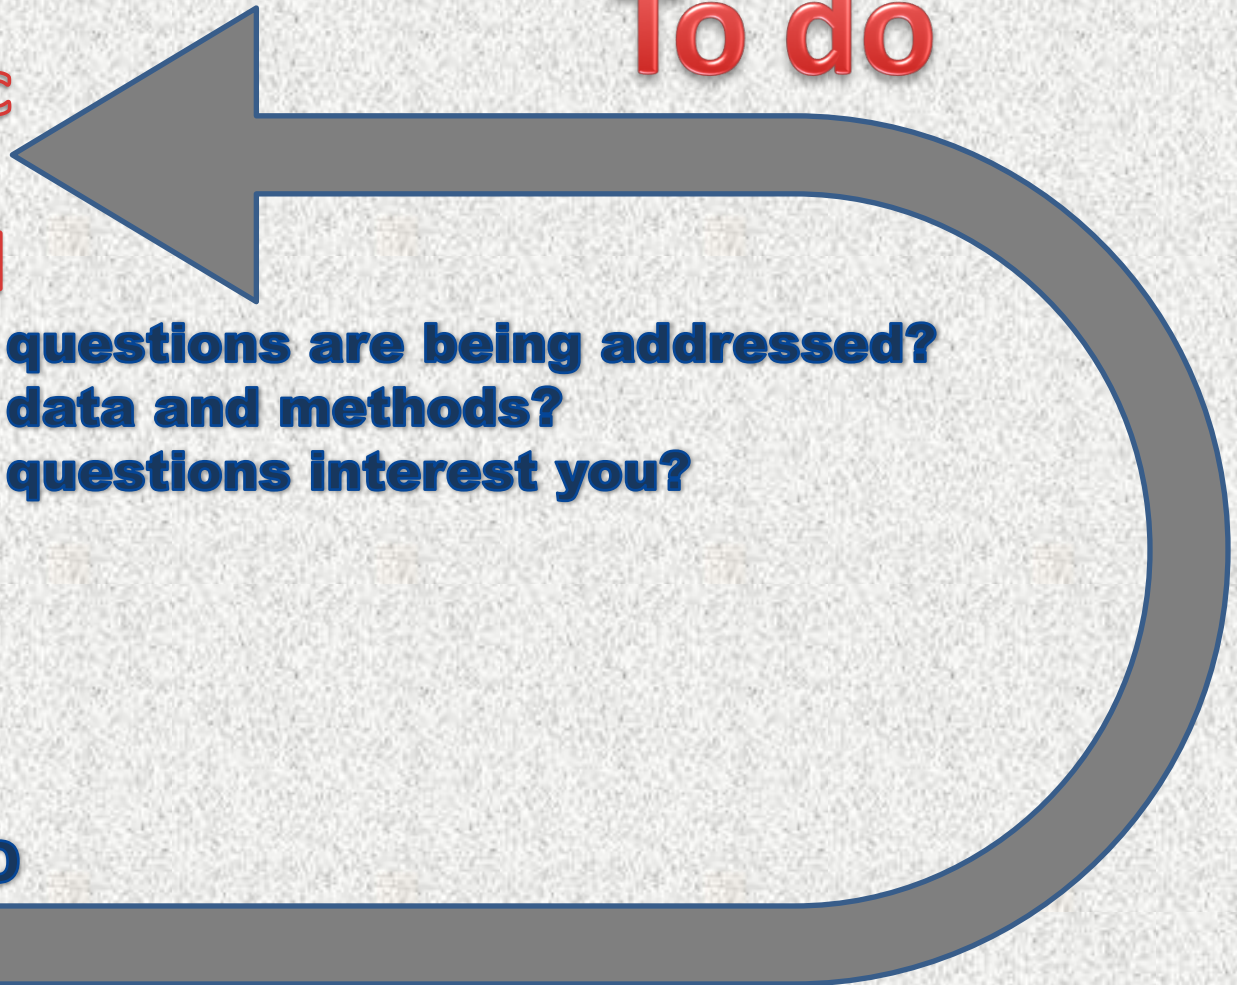 To do
questions are being addressed?
data and methods?
questions interest you?